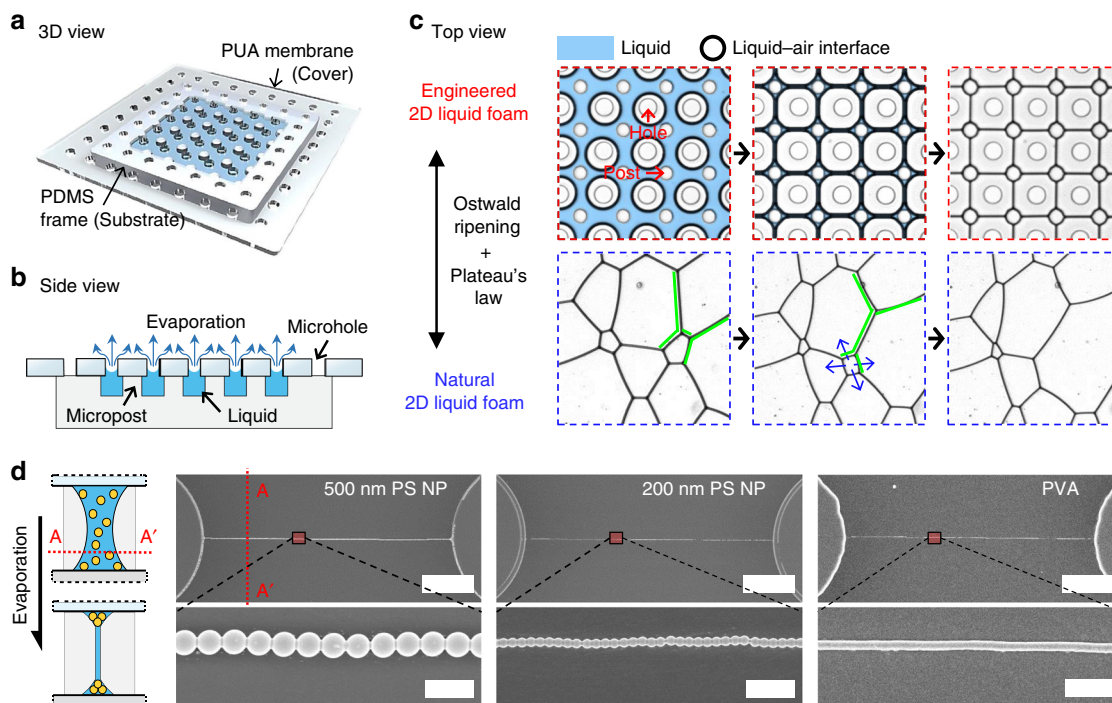 a
3D view
PUA membrane
(Cover)
PDMS
frame (Substrate)
b
Side view
Evaporation
Microhole
Micropost
Liquid
c
Top view
Liquid
Liquid–air interface
Engineered
2D liquid foam
Hole
Post
Ostwald
ripening
+
Plateau's
law
Natural
2D liquid foam
d
Evaporation
A
A′
A
A′
500 nm PS NP
200 nm PS NP
PVA